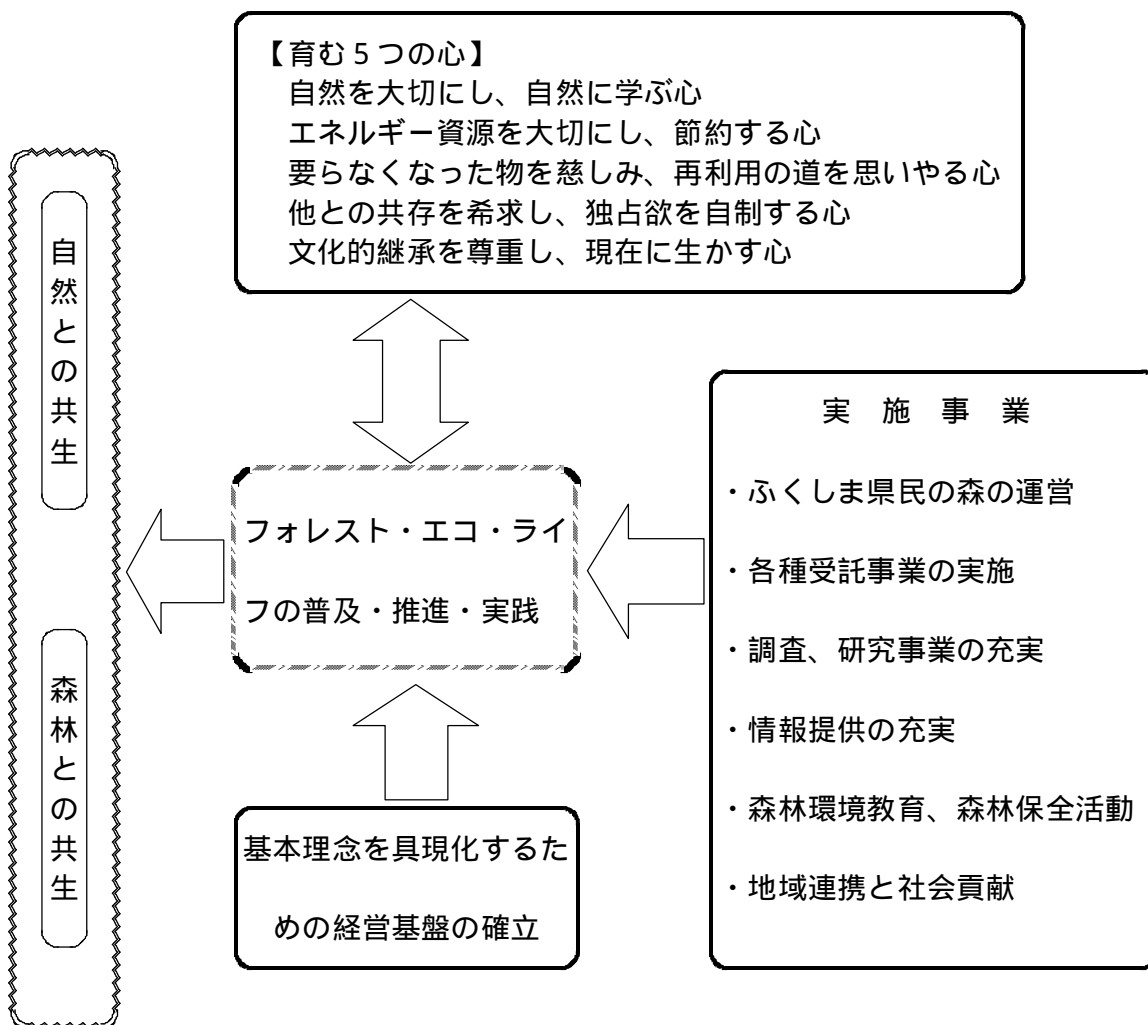 【育む５つの心】
自然を大切にし、自然に学ぶ心
エネルギー資源を大切にし、節約する心
要らなくなった物を慈しみ、再利用の道を思いやる心
他との共存を希求し、独占欲を自制する心
文化的継承を尊重し、現在に生かす心
自然との共生
森林との共生
フォレスト・エコ・ライ
フの普及・推進・実践
基本理念を具現化するた
めの経営基盤の確立
実　施　事　業
・ふくしま県民の森の運営
・各種受託事業の実施
・調査、研究事業の充実
・情報提供の充実
・森林環境教育、森林保全活動
・地域連携と社会貢献